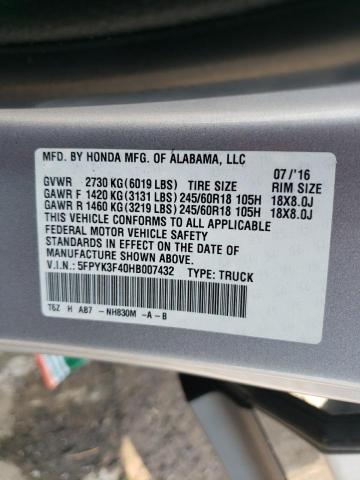 MFD. BY HONDA MFG. OF ALABAMA, LLC
07/'16
GVWR 2730 KG(6019 LBS) TIRE SIZE RIM SIZE
GAWR F 1420 KG(3131 LBS) 245/60R18 105H 18X8.0J
GAWR R 1460 KG(3219 LBS) 245/60R18 105H 18X8.0J
THIS VEHICLE CONFORMS TO ALL APPLICABLE
FEDERAL MOTOR VEHICLE SAFETY
STANDARDS IN EFFECT ON THE DATE OF
MANUFACTURE SHOWN ABOVE.
V.I.N.: 5FPYK3F40HB007432 TYPE: TRUCK
T6Z H AB7 -NH830M -A-B